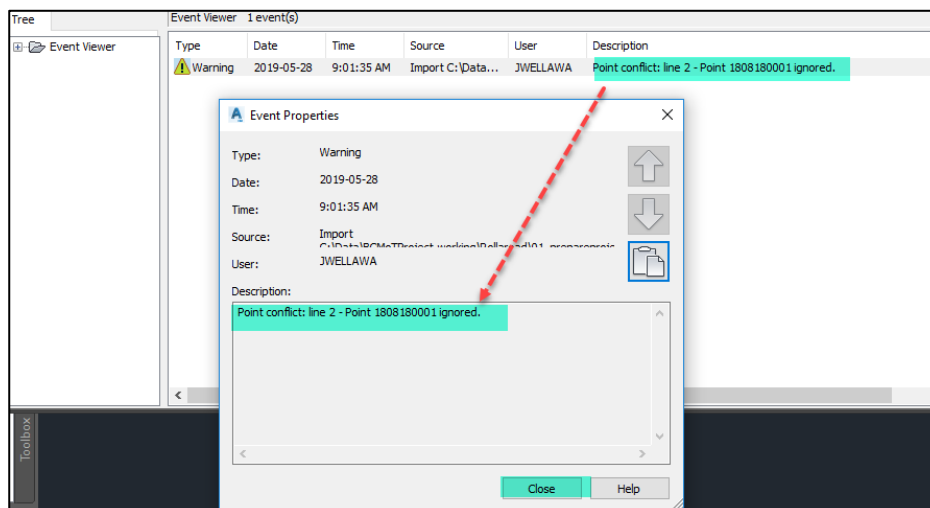 Tree
Event Viewer 1 event(s)
Event Viewer
Type Date Time Source User Description
Warning 2019-05-28 9:01:35 AM Import C:\Data... JWELLAWA Point conflict: line 2 - Point 1808180001 ignored.
Event Properties
Type: Warning
Date: 2019-05-28
Time: 9:01:35 AM
Source: Import
User: JWELLAWA
Description:
Point conflict: line 2 - Point 1808180001 ignored.
Close Help
Toolbox